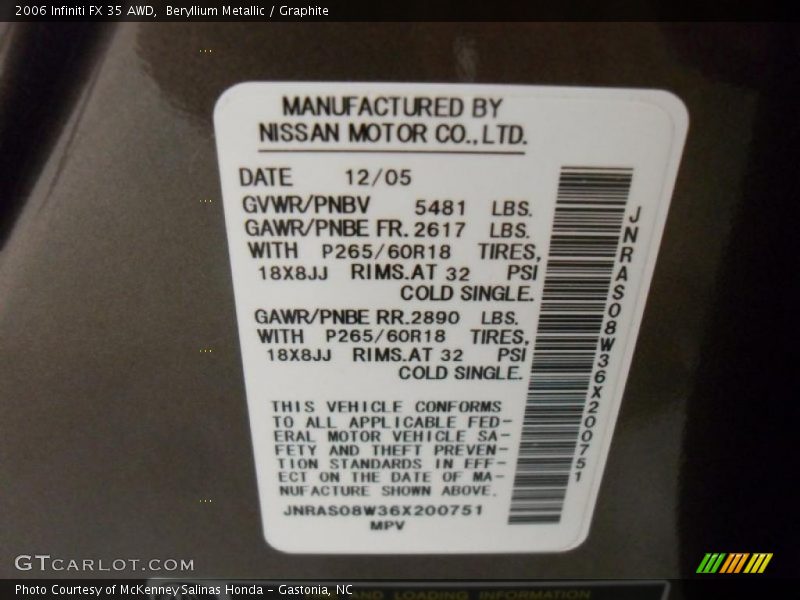 2006 Infiniti FX 35 AWD,  Beryllium Metallic / Graphite
MANUFACTURED BY
NISSAN MOTOR CO., LTD.
DATE 12/05
GVWR/PNBV 5481 LBS.
GAWR/PNBE FR. 2617 LBS.
WITH P265/60R18 TIRES,
18X8JJ RIMS. AT 32 PSI
COLD SINGLE.
GAWR/PNBE RR. 2890 LBS.
WITH P265/60R18 TIRES,
18X8JJ RIMS. AT 32 PSI
COLD SINGLE.
THIS VEHICLE CONFORMS
TO ALL APPLICABLE FED-
ERAL MOTOR VEHICLE SA-
FETY AND THEFT PREVEN-
TION STANDARDS IN EFF-
ECT ON THE DATE OF MA-
NUFACTURE SHOWN ABOVE.
JNRAS08W36X200751
MPV
JNRAS08W36X200751
GTCARLOT.COM
AND LOADING INFORMATION
Photo Courtesy of McKenney Salinas Honda - Gastonia, NC